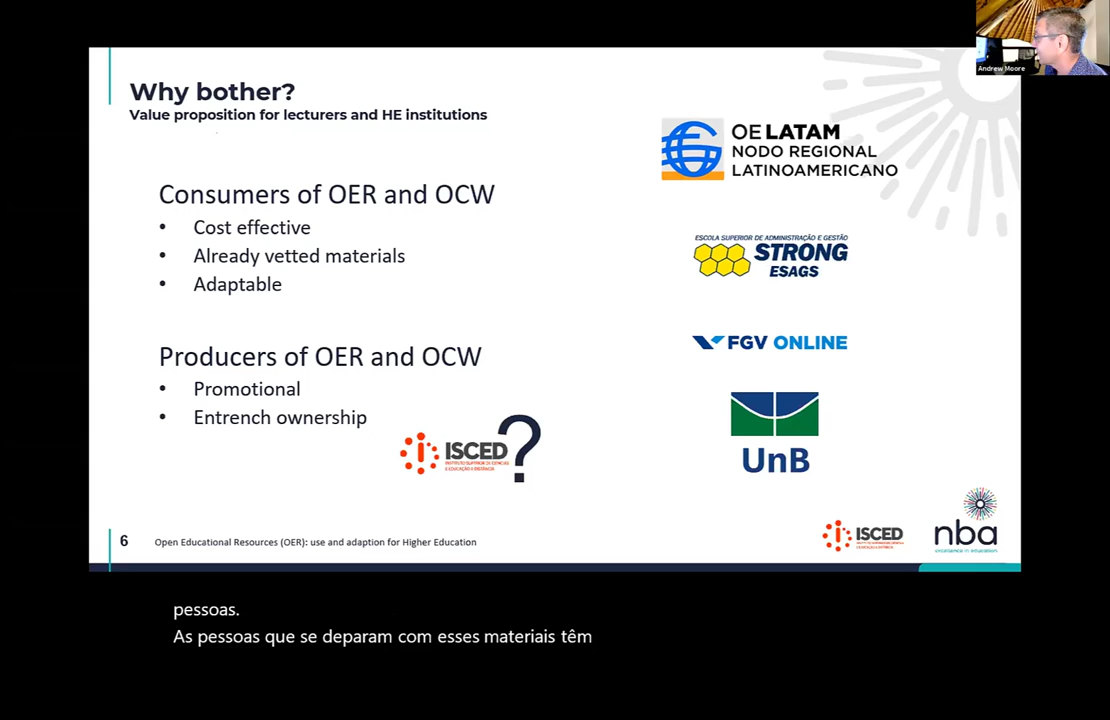 Andrew Moore
Why bother?
Value proposition for lecturers and HE institutions
Consumers of OER and OCW
• Cost effective
• Already vetted materials
• Adaptable
Producers of OER and OCW
• Promotional
• Entrench ownership
ISCED
?
OE LATAM
NODO REGIONAL
LATINOAMERICANO
ESCOLA SUPERIOR DE ADMINISTRAÇÃO E GESTÃO
STRONG
ESAGS
FGV ONLINE
UnB
6
Open Educational Resources (OER): use and adaption for Higher Education
ISCED
nba
excellence in education
pessoas.
As pessoas que se deparam com esses materiais têm